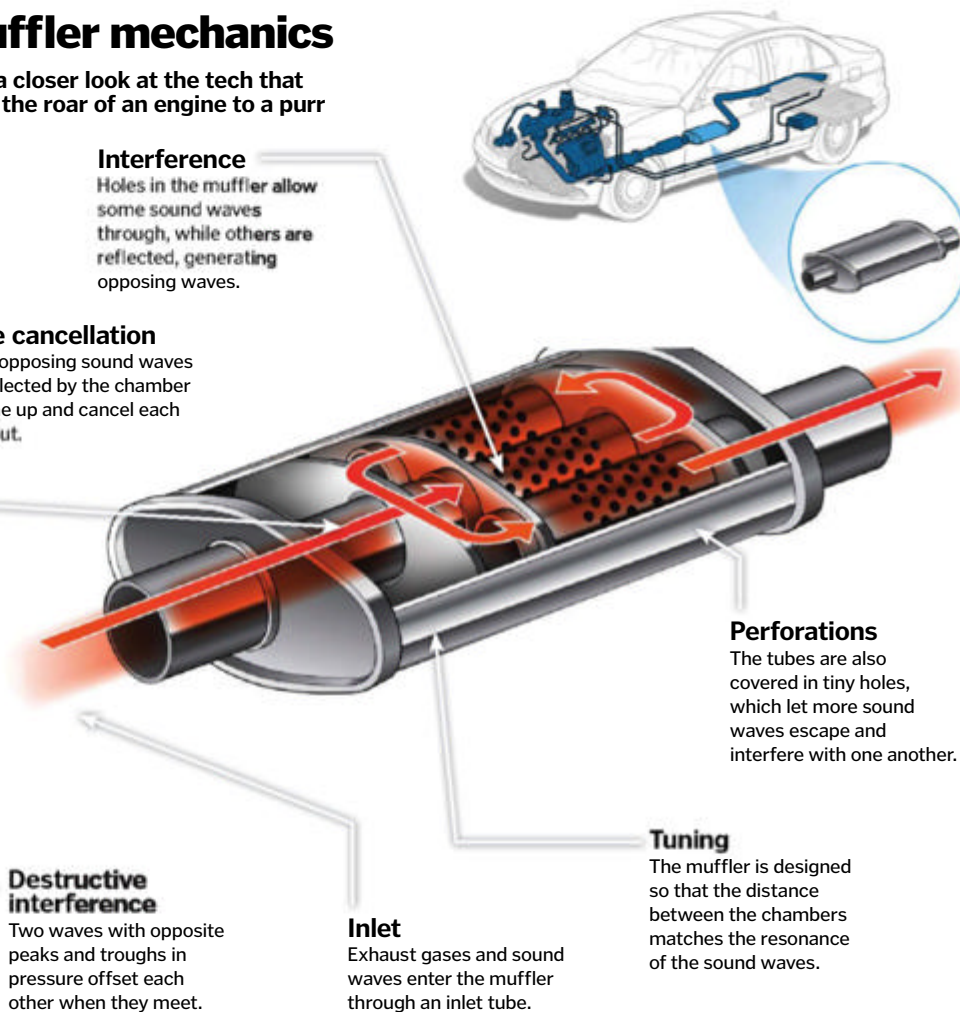 uffler mechanics
a closer look at the tech that
the roar of an engine to a purr
Interference
Holes in the muffler allow
some sound waves
through, while others are
reflected, generating
opposing waves.
e cancellation
opposing sound waves
lected by the chamber
e up and cancel each
ut.
Perforations
The tubes are also
covered in tiny holes,
which let more sound
waves escape and
interfere with one another.
Tuning
The muffler is designed
so that the distance
between the chambers
matches the resonance
of the sound waves.
Destructive
interference
Two waves with opposite
peaks and troughs in
pressure offset each
other when they meet.
Inlet
Exhaust gases and sound
waves enter the muffler
through an inlet tube.